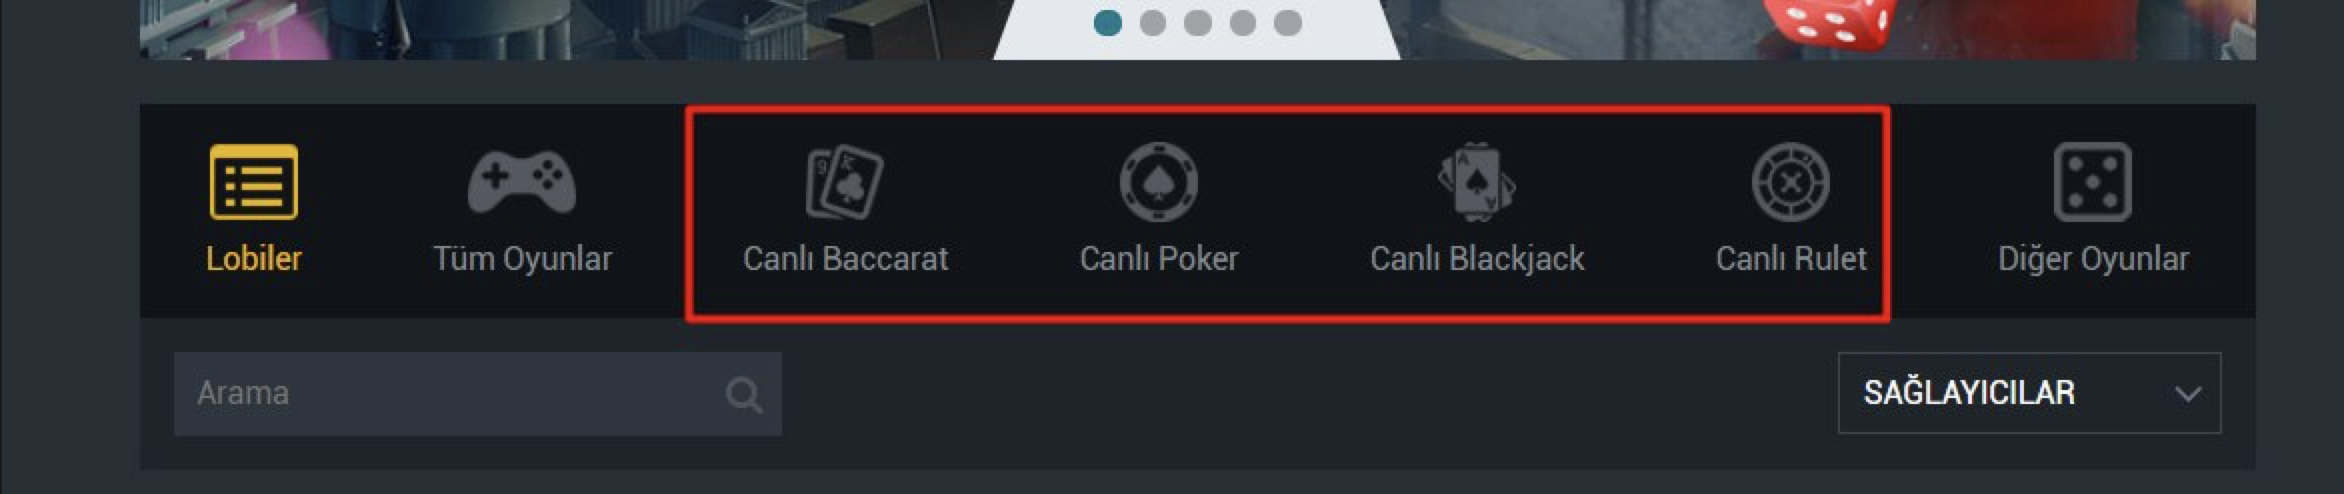 Lobiler
Tüm Oyunlar
Canlı Baccarat
Canlı Poker
Canlı Blackjack
Canlı Rulet
Diğer Oyunlar
Arama
SAĞLAYICILAR